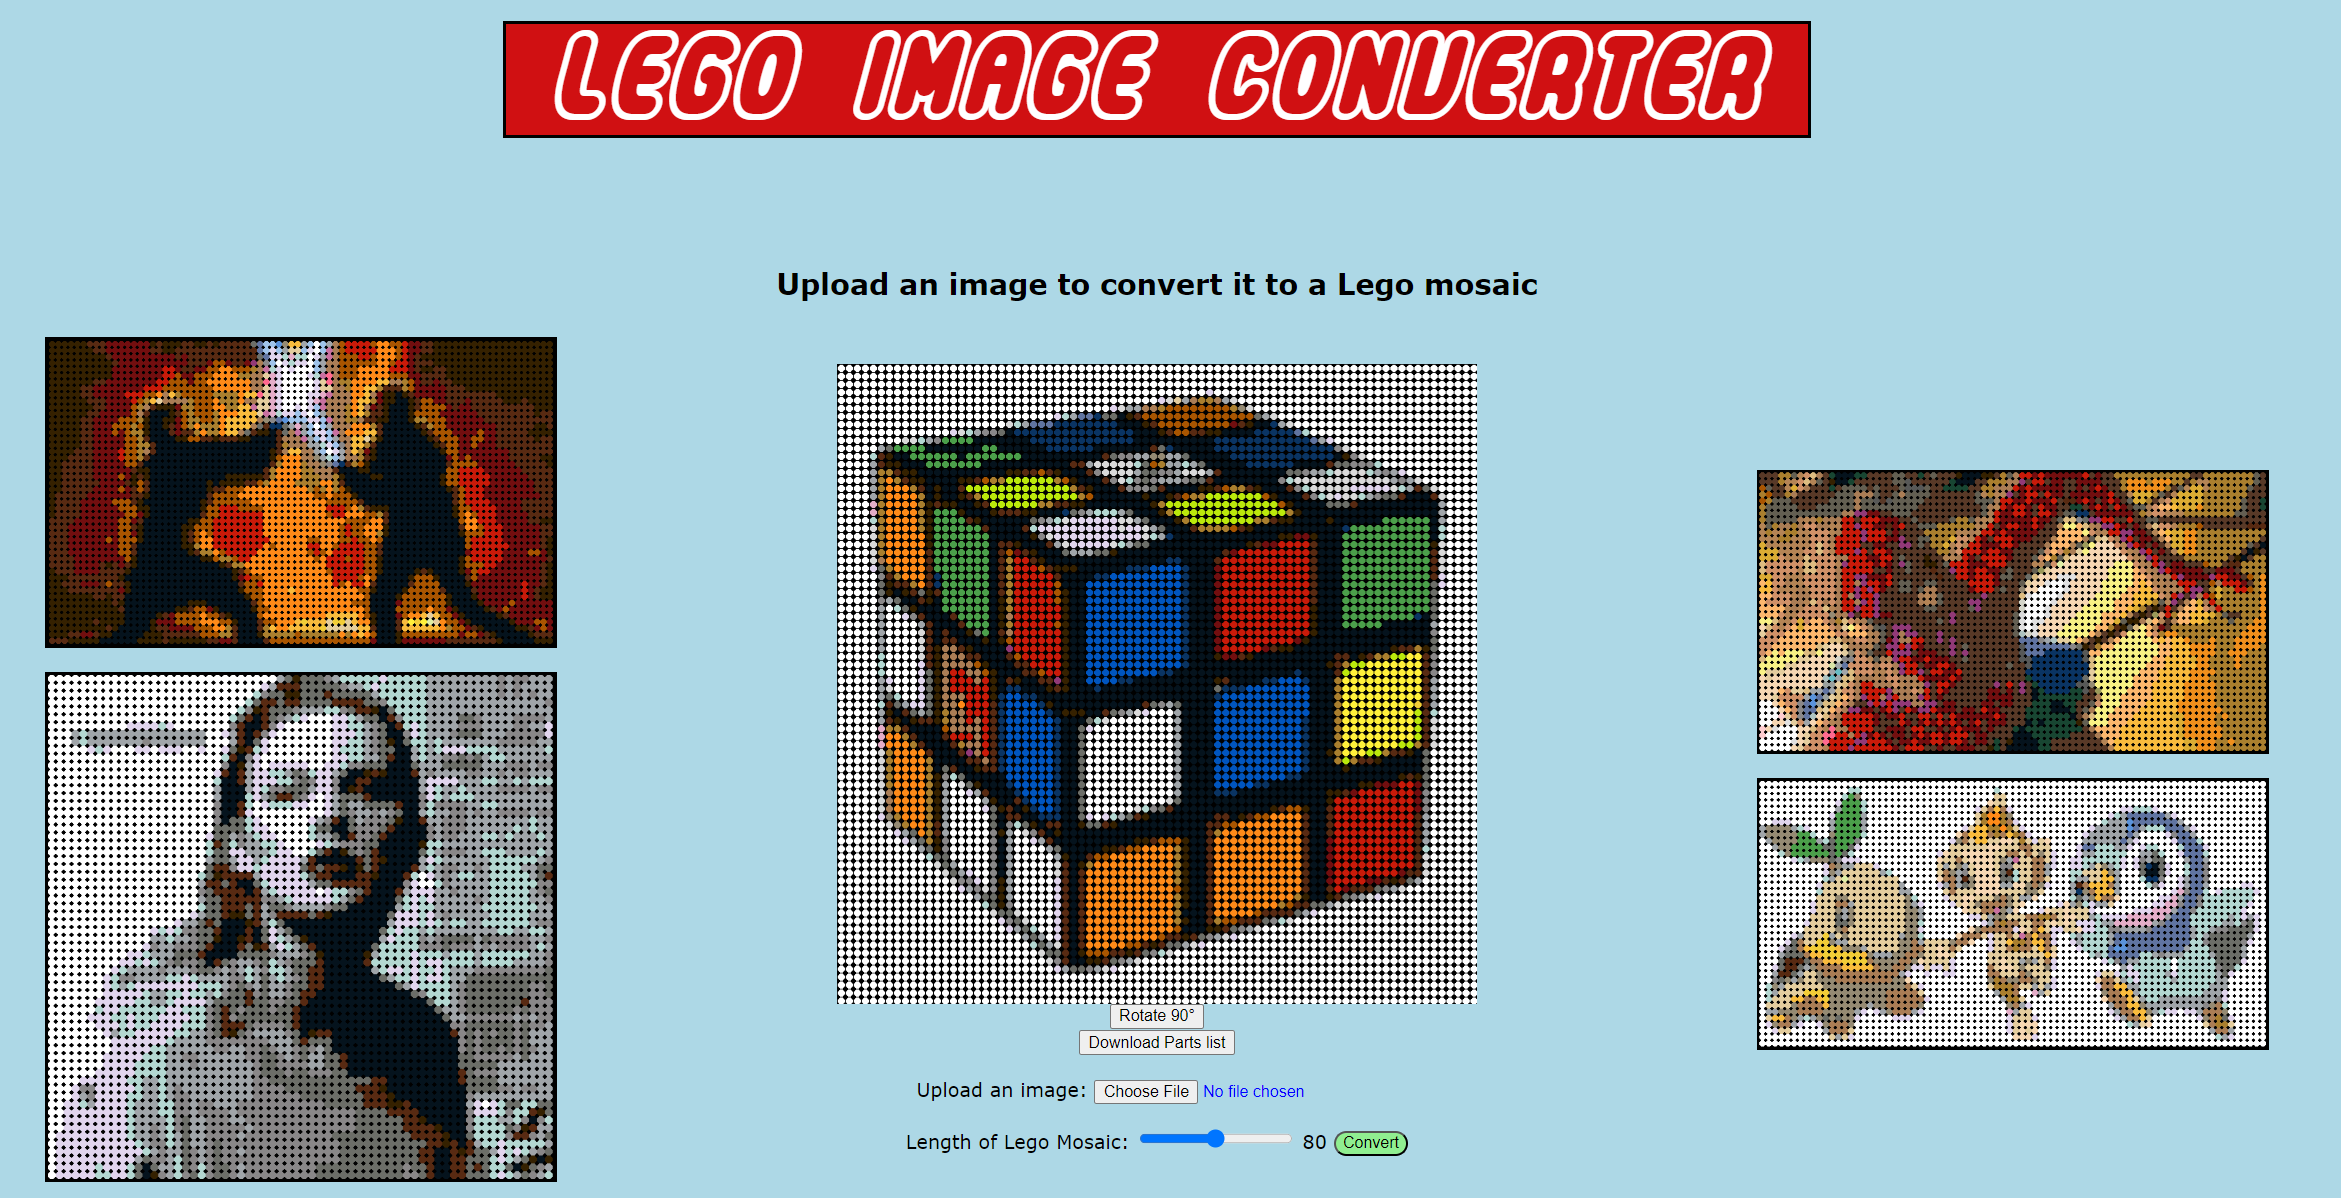 LEGO IMAGE CONVERTER
Upload an image to convert it to a Lego mosaic
Rotate 90°
Download Parts list
Upload an image: Choose File No file chosen
Length of Lego Mosaic: 80 Convert